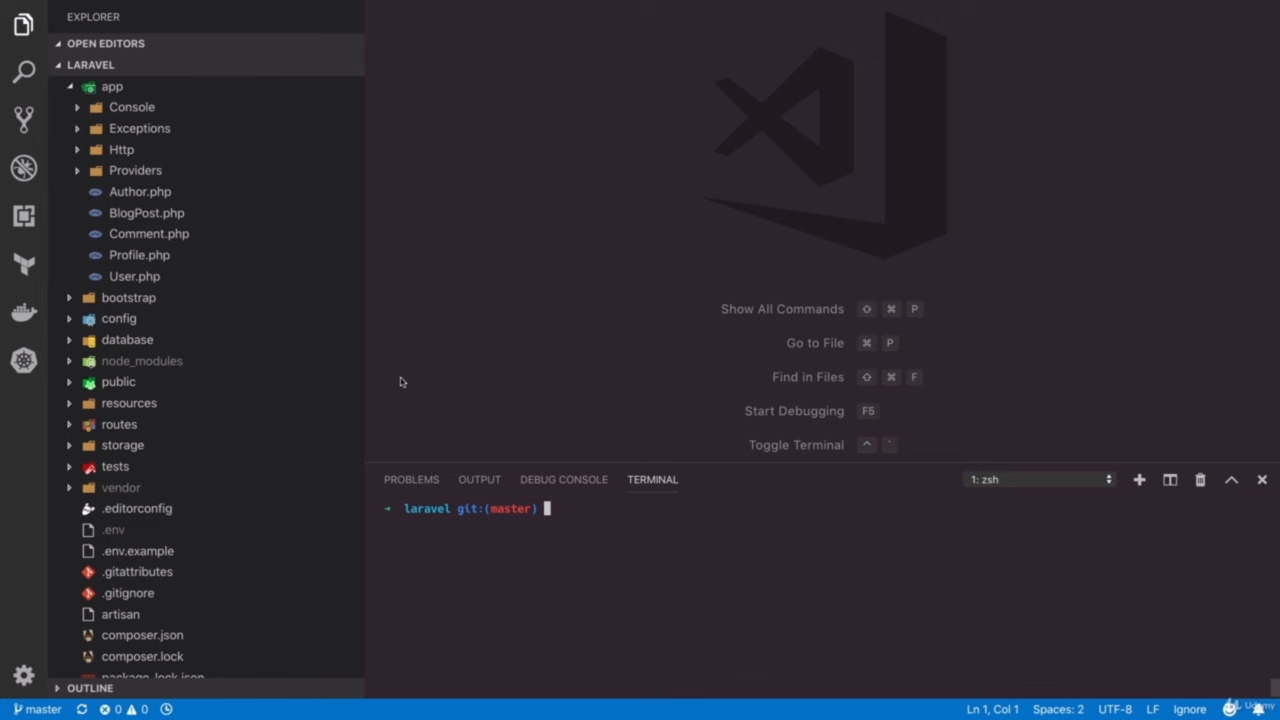 EXPLORER
OPEN EDITORS
LARAVEL
app
Console
Exceptions
Http
Providers
Author.php
BlogPost.php
Comment.php
Profile.php
User.php
bootstrap
config
database
node_modules
public
resources
routes
storage
tests
vendor
.editorconfig
.env
.env.example
.gitattributes
.gitignore
artisan
composer.json
composer.lock
package-lock.json
OUTLINE
Show All Commands ⇧ ⌘ P
Go to File ⌘ P
Find in Files ⇧ ⌘ F
Start Debugging F5
Toggle Terminal ^ `
PROBLEMS OUTPUT DEBUG CONSOLE TERMINAL 1: zsh
➜ laravel git:(master)
master 0 0 Ln 1, Col 1 Spaces: 2 UTF-8 LF Ignore
Udemy